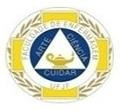 FACULDADE DE ENFERMAGEM
ARTE
CIÊNCIA
CUIDAR
UFJF